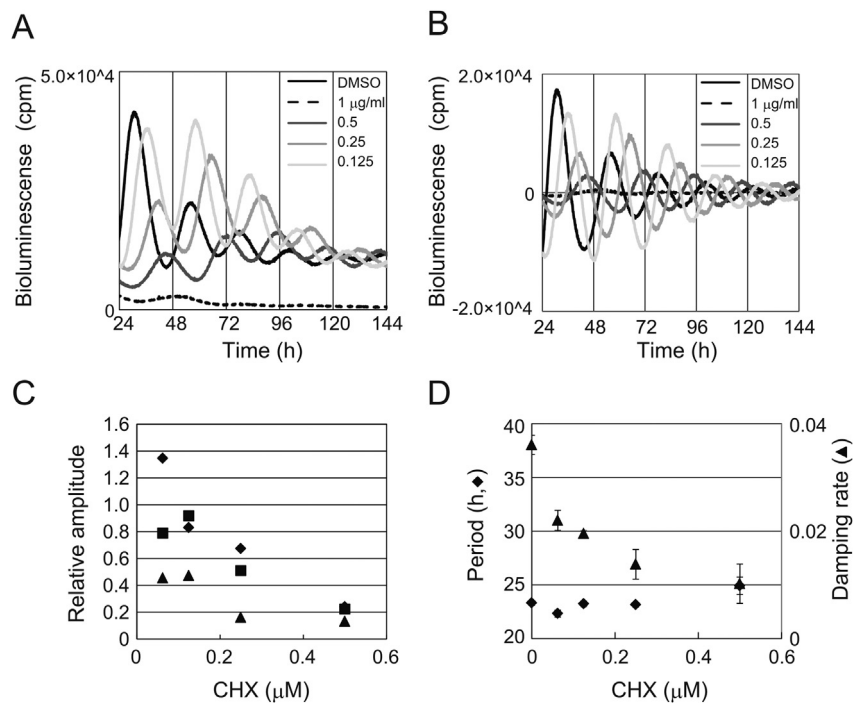 A
Bioluminescense (cpm)
5.0×10^4
0
24 48 72 96 120 144
Time (h)
DMSO
1 μg/ml
0.5
0.25
0.125
B
Bioluminescense (cpm)
2.0×10^4
0
-2.0×10^4
24 48 72 96 120 144
Time (h)
DMSO
1 μg/ml
0.5
0.25
0.125
C
Relative amplitude
1.6
1.4
1.2
1.0
0.8
0.6
0.4
0.2
0
0 0.2 0.4 0.6
CHX (μM)
D
Period (h,◆)
40
35
30
25
20
0 0.2 0.4 0.6
CHX (μM)
0.04
0.02
0
Damping rate (▲)